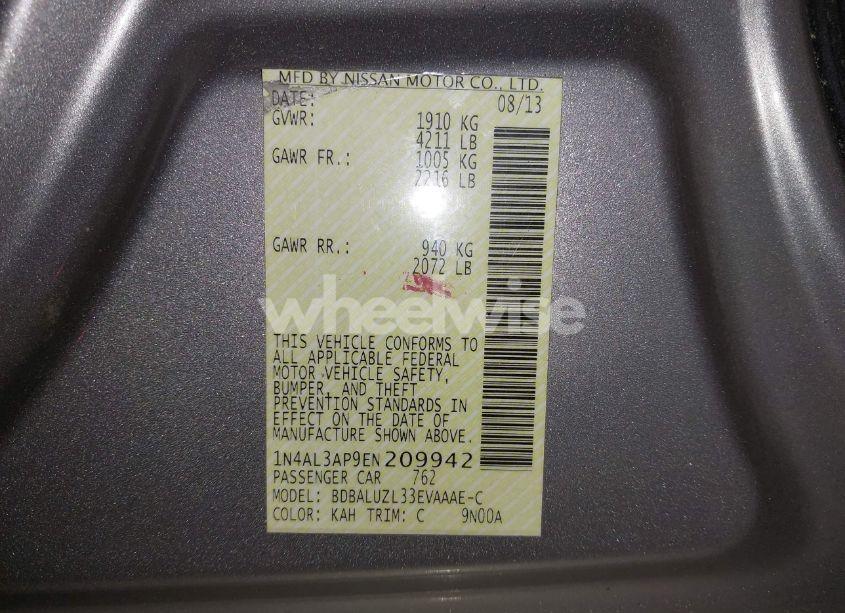 MFD BY NISSAN MOTOR CO., LTD.
DATE: 08/13
GVWR: 1910 KG
4211 LB
GAWR FR.: 1005 KG
2216 LB
GAWR RR.: 940 KG
2072 LB
wheelwise
THIS VEHICLE CONFORMS TO
ALL APPLICABLE FEDERAL
MOTOR VEHICLE SAFETY,
BUMPER, AND THEFT
PREVENTION STANDARDS IN
EFFECT ON THE DATE OF
MANUFACTURE SHOWN ABOVE.
1N4AL3AP9EN209942
PASSENGER CAR 762
MODEL: BDBALUZL33EVAAAE-C
COLOR: KAH TRIM: C 9N00A